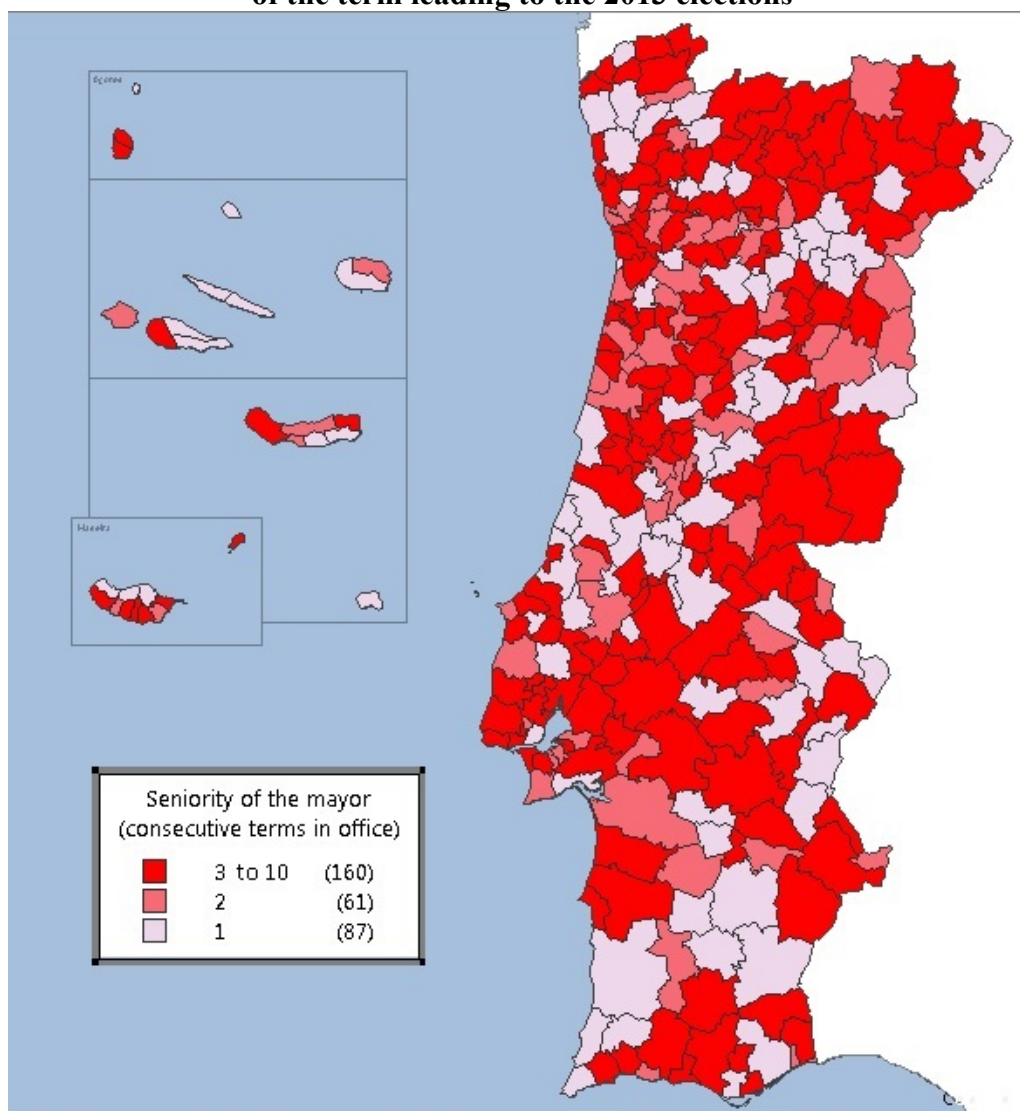 of the term leading to the 2013 elections
Açores
Madeira
Seniority of the mayor
(consecutive terms in office)
3 to 10 (160)
2 (61)
1 (87)